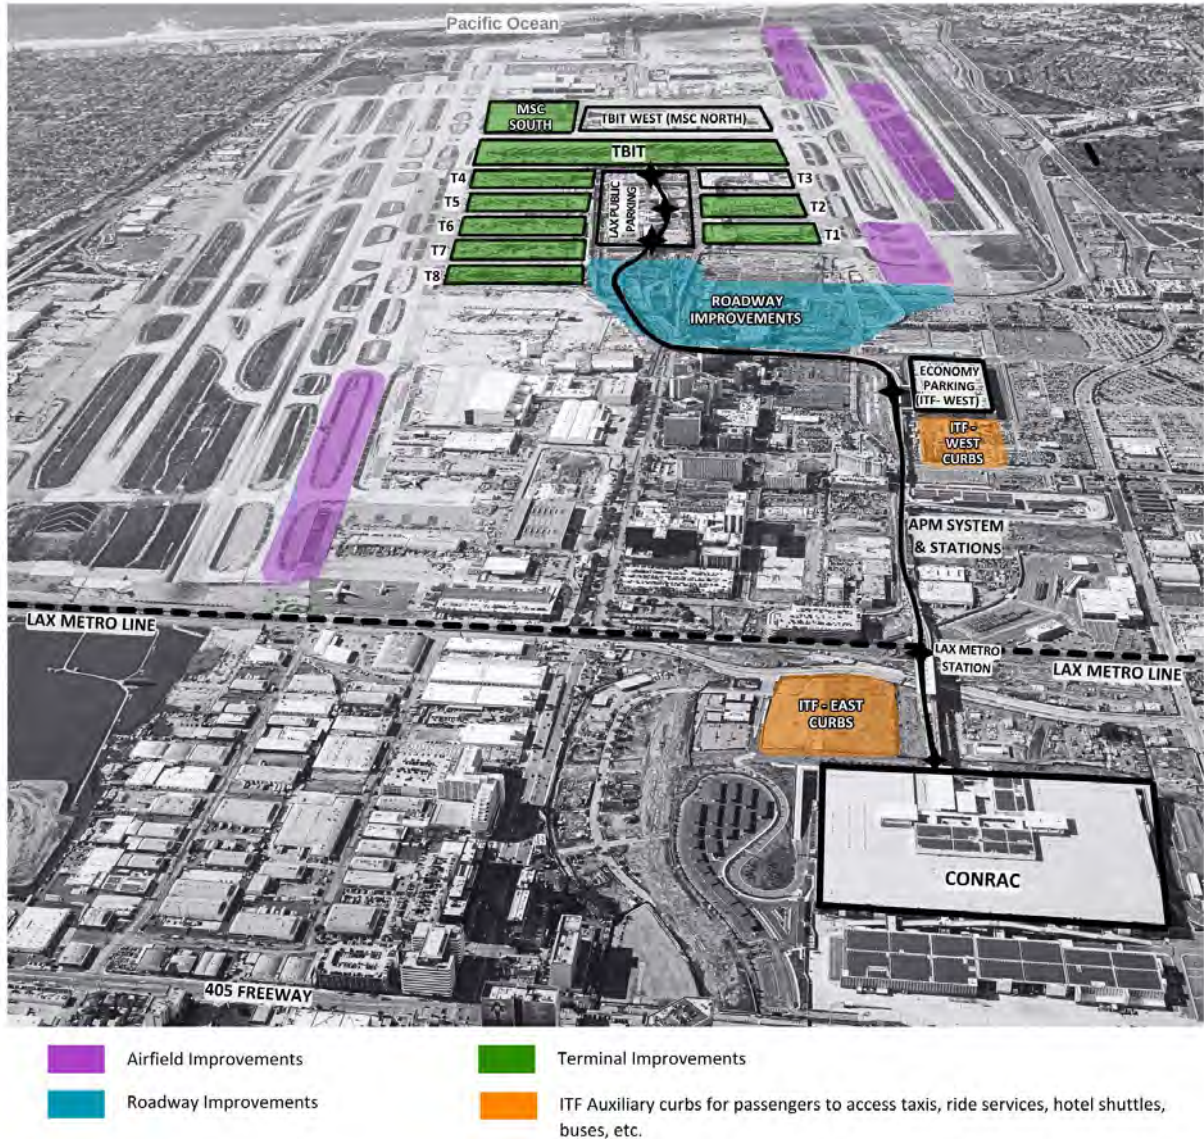 Pacific Ocean
MSC
SOUTH
TBIT WEST (MSC NORTH)
TBIT
T4
T3
T5
LAX PUBLIC
PARKING
T2
T6
T1
T7
T8
ROADWAY
IMPROVEMENTS
ECONOMY
PARKING
(ITF- WEST)
ITF -
WEST
CURBS
APM SYSTEM
& STATIONS
LAX METRO LINE
LAX METRO
STATION
LAX METRO LINE
ITF - EAST
CURBS
CONRAC
405 FREEWAY
Airfield Improvements
Terminal Improvements
Roadway Improvements
ITF Auxiliary curbs for passengers to access taxis, ride services, hotel shuttles,
buses, etc.